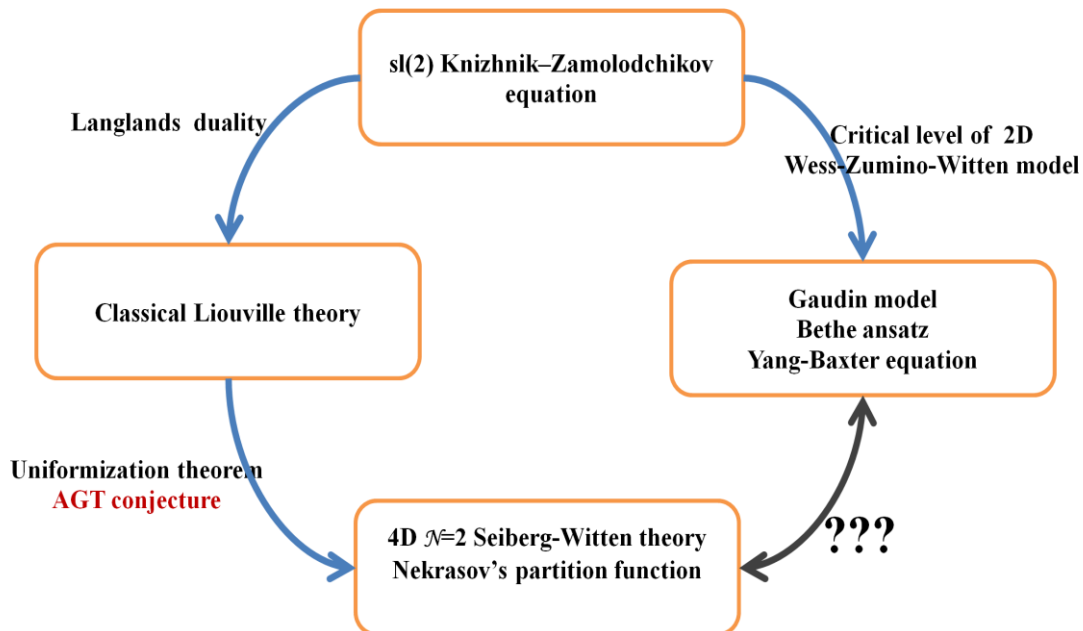 sl(2) Knizhnik–Zamolodchikov
equation
Langlands duality
Critical level of 2D
Wess-Zumino-Witten model
Classical Liouville theory
Gaudin model
Bethe ansatz
Yang-Baxter equation
Uniformization theorem
AGT conjecture
4D 𝒩=2 Seiberg-Witten theory
Nekrasov’s partition function
???